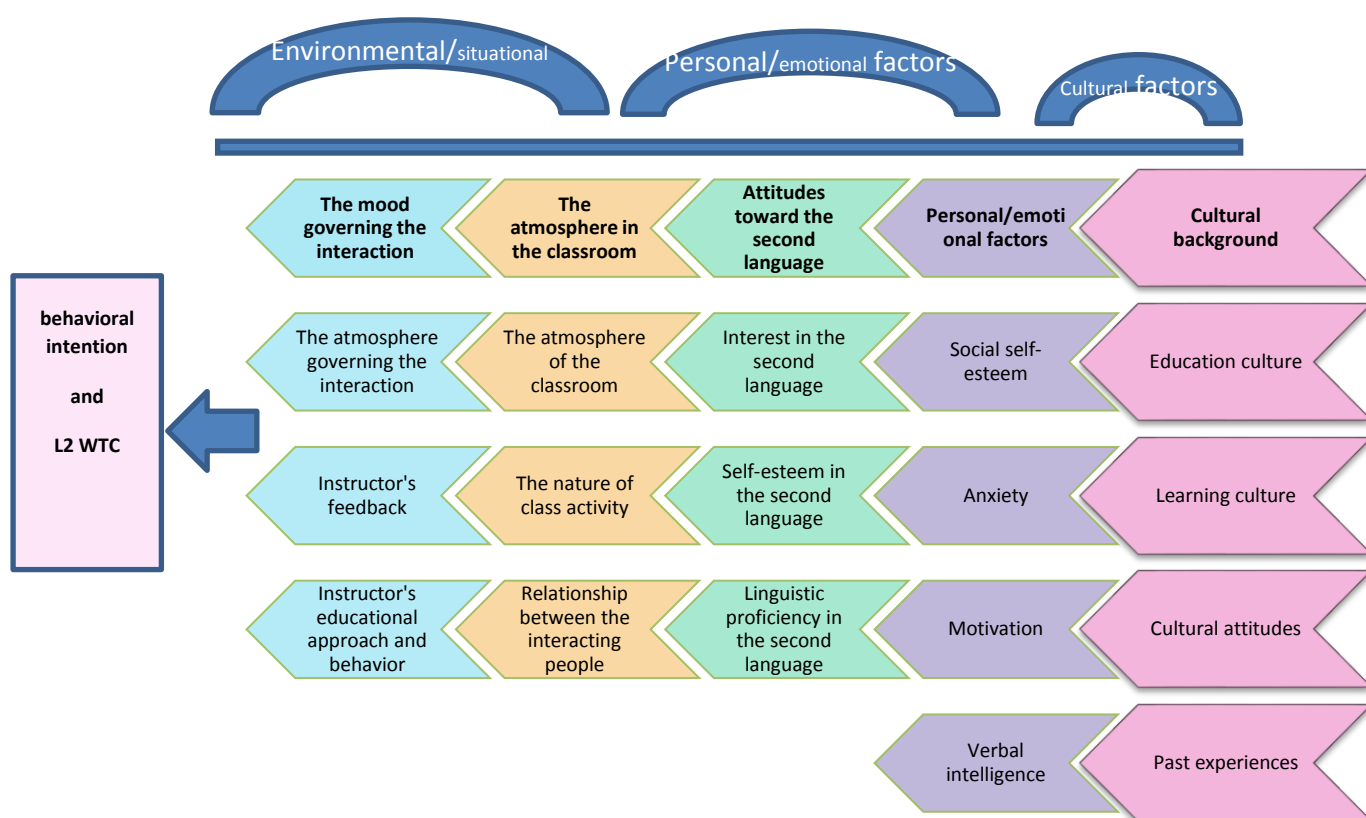 Environmental/situational
Personal/emotional factors
Cultural factors
The mood
governing the
interaction
The
atmosphere in
the classroom
Attitudes
toward the
second
language
Personal/emoti
onal factors
Cultural
background
behavioral
intention
and
L2 WTC
The atmosphere
governing the
interaction
The atmosphere
of the
classroom
Interest in the
second
language
Social self-
esteem
Education culture
Instructor's
feedback
The nature of
class activity
Self-esteem in
the second
language
Anxiety
Learning culture
Instructor's
educational
approach and
behavior
Relationship
between the
interacting
people
Linguistic
proficiency in
the second
language
Motivation
Cultural attitudes
Verbal
intelligence
Past experiences